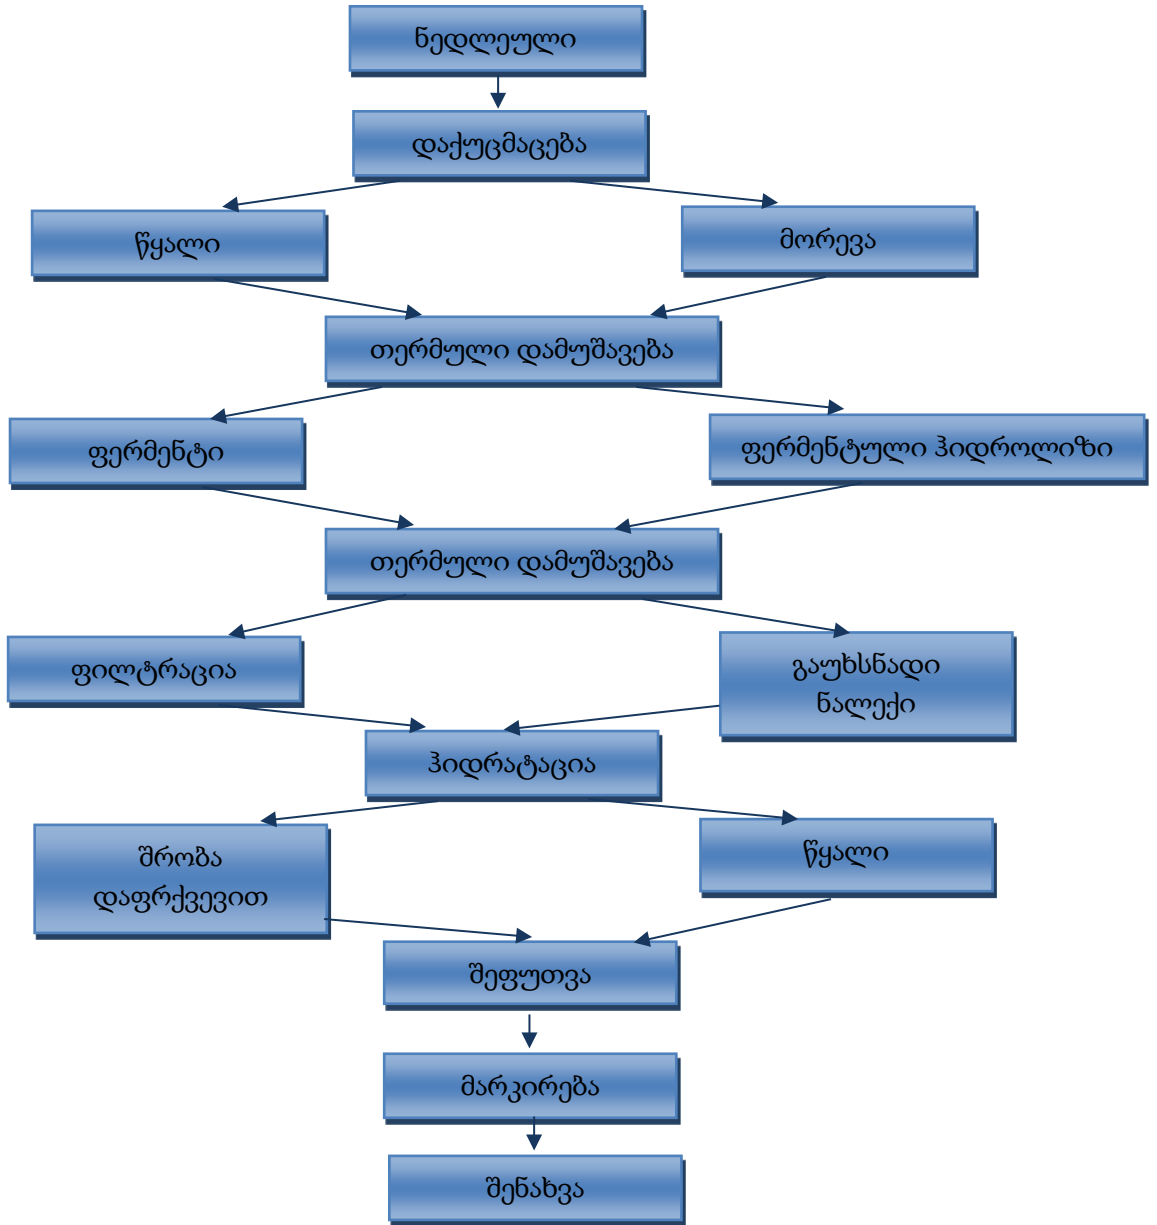 ნედლეული
დაქუცმაცება
წყალი
მორევა
თერმული დამუშავება
ფერმენტი
ფერმენტული ჰიდროლიზი
თერმული დამუშავება
ფილტრაცია
გაუხსნადი
ნალექი
ჰიდრატაცია
შრობა
დაფრქვევით
წყალი
შეფუთვა
მარკირება
შენახვა